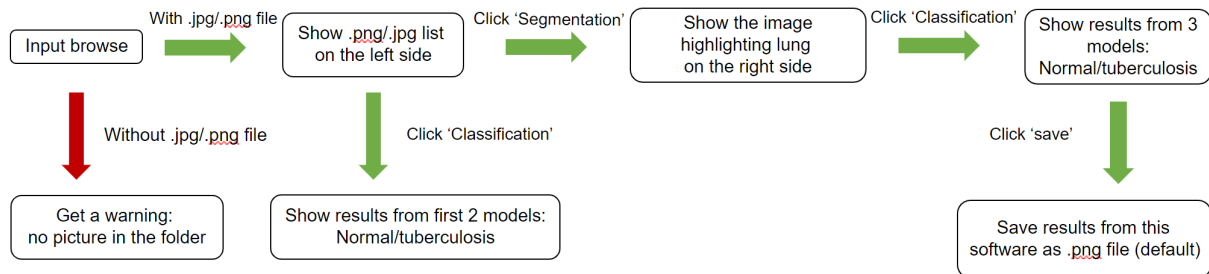 Input browse
With .jpg/.png file
Show .png/.jpg list
on the left side
Click ‘Segmentation’
Show the image
highlighting lung
on the right side
Click ‘Classification’
Show results from 3
models:
Normal/tuberculosis
Without .jpg/.png file
Click ‘Classification’
Click ‘save’
Get a warning:
no picture in the folder
Show results from first 2 models:
Normal/tuberculosis
Save results from this
software as .png file (default)